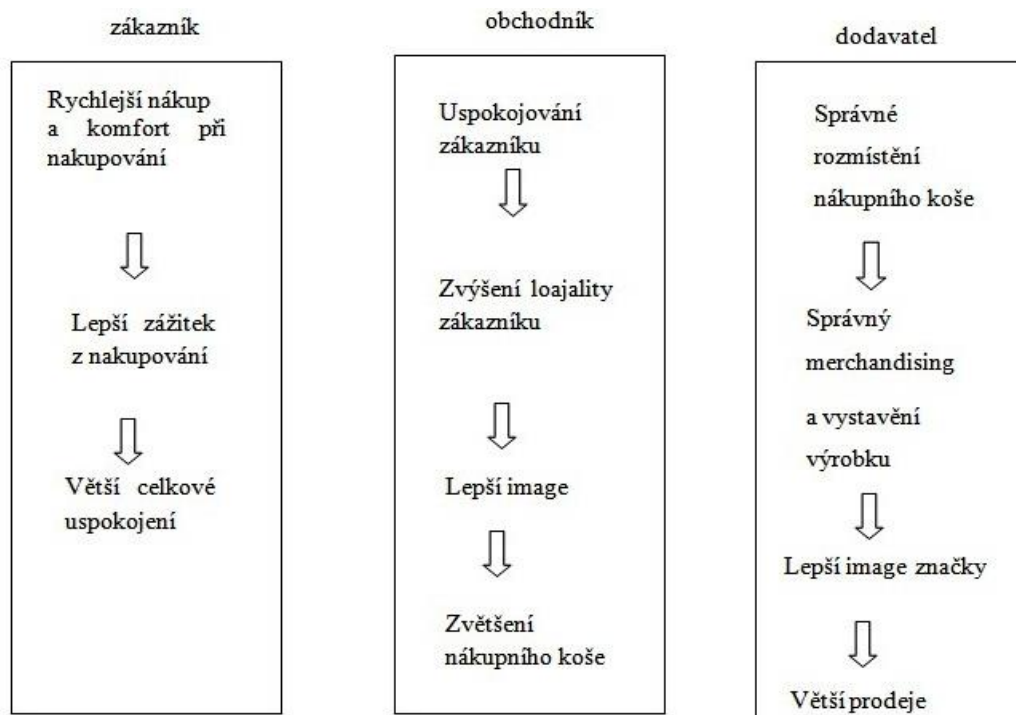 zákazník
Rychlejší nákup
a komfort při
nakupování
Lepší zážitek
z nakupování
Větší celkové
uspokojení
obchodník
Uspokojování
zákazníku
Zvýšení loajality
zákazníku
Lepší image
Zvětšení
nákupního koše
dodavatel
Správné
rozmístění
nákupního koše
Správný
merchandising
a vystavění
výrobku
Lepší image značky
Větší prodeje